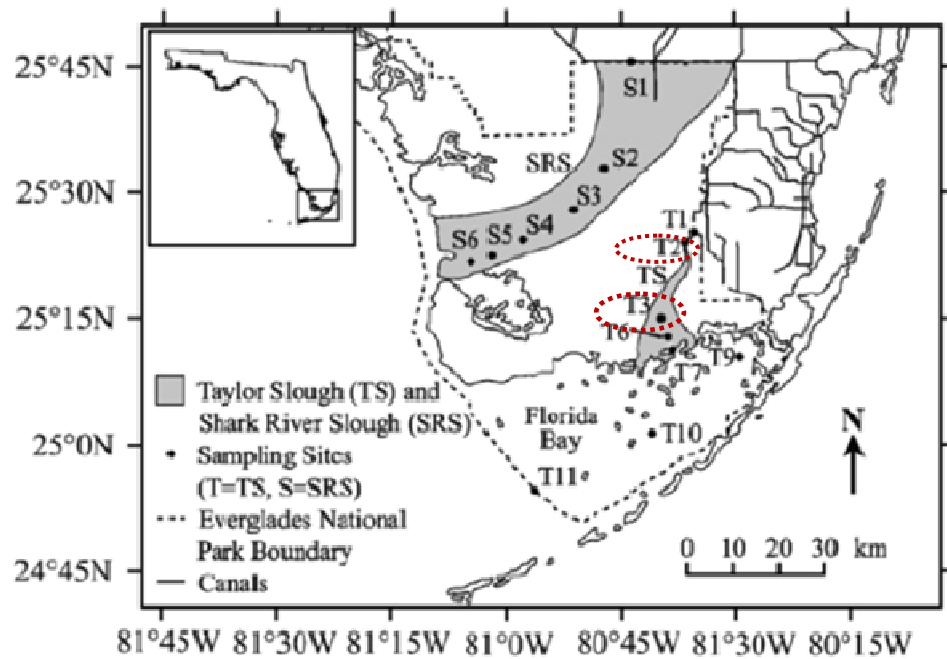 25°45N
25°30N
25°15N
25°0N
24°45N
S1
SRS
S2
S3
S4
S5
S6
T1
T2
TS
T3
T6
T7
T9
Florida
Bay
T10
T11
Taylor Slough (TS) and
Shark River Slough (SRS)
Sampling Sites
(T=TS, S=SRS)
Everglades National
Park Boundary
Canals
N
0 10 20 30 km
81°45W 81°30W 81°15W 81°0W 80°45W 81°30W 80°15W